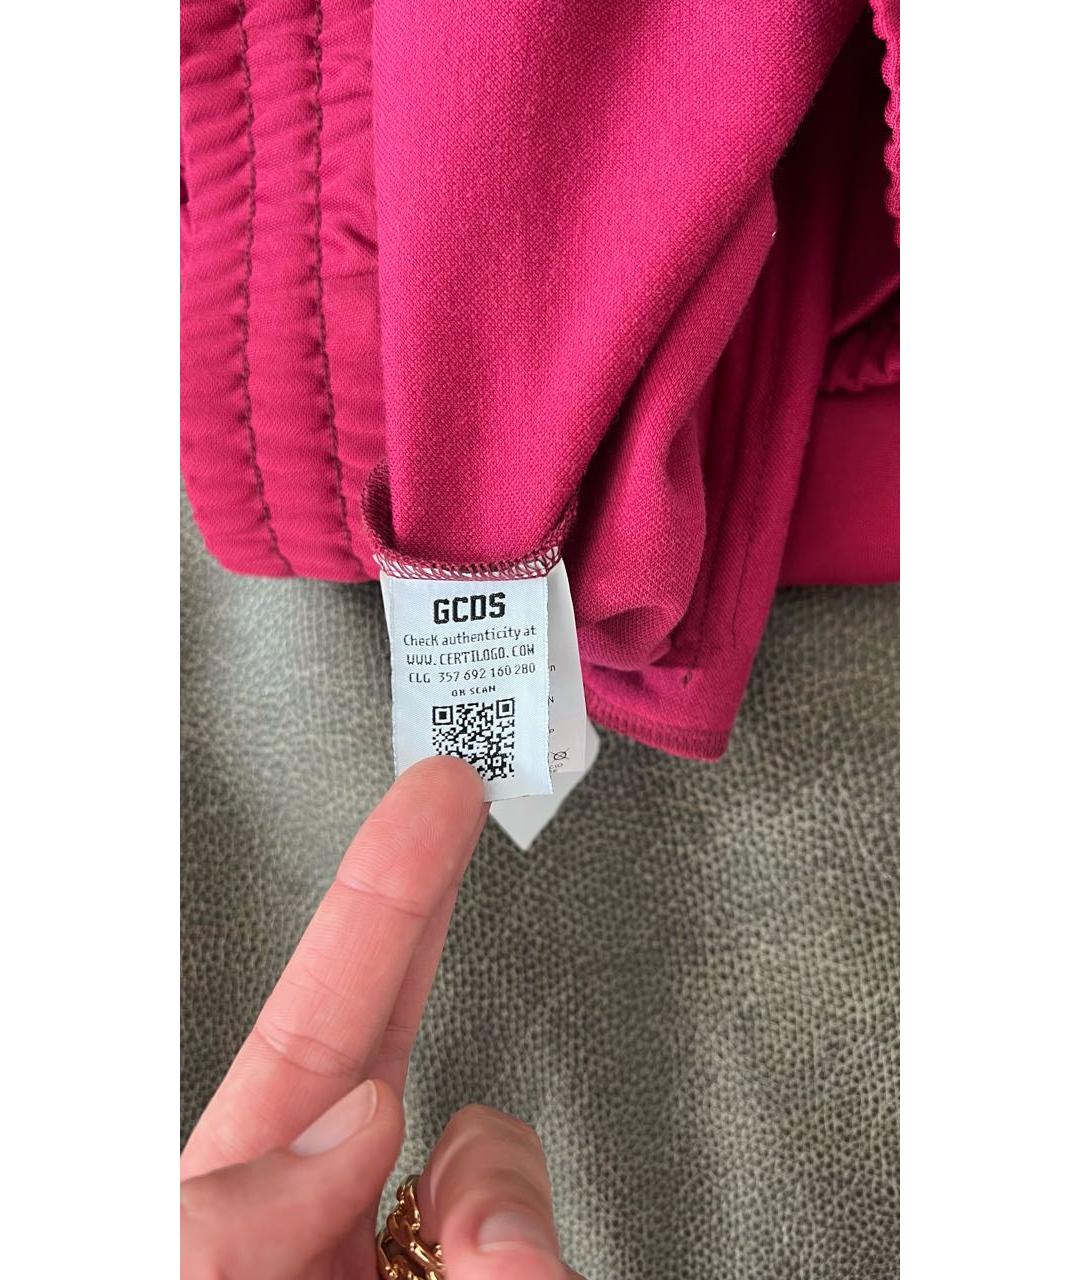 GCDS
Check authenticity at
WWW.CERTILOGO.COM
CLG 357 692 160 280
OR SCAN